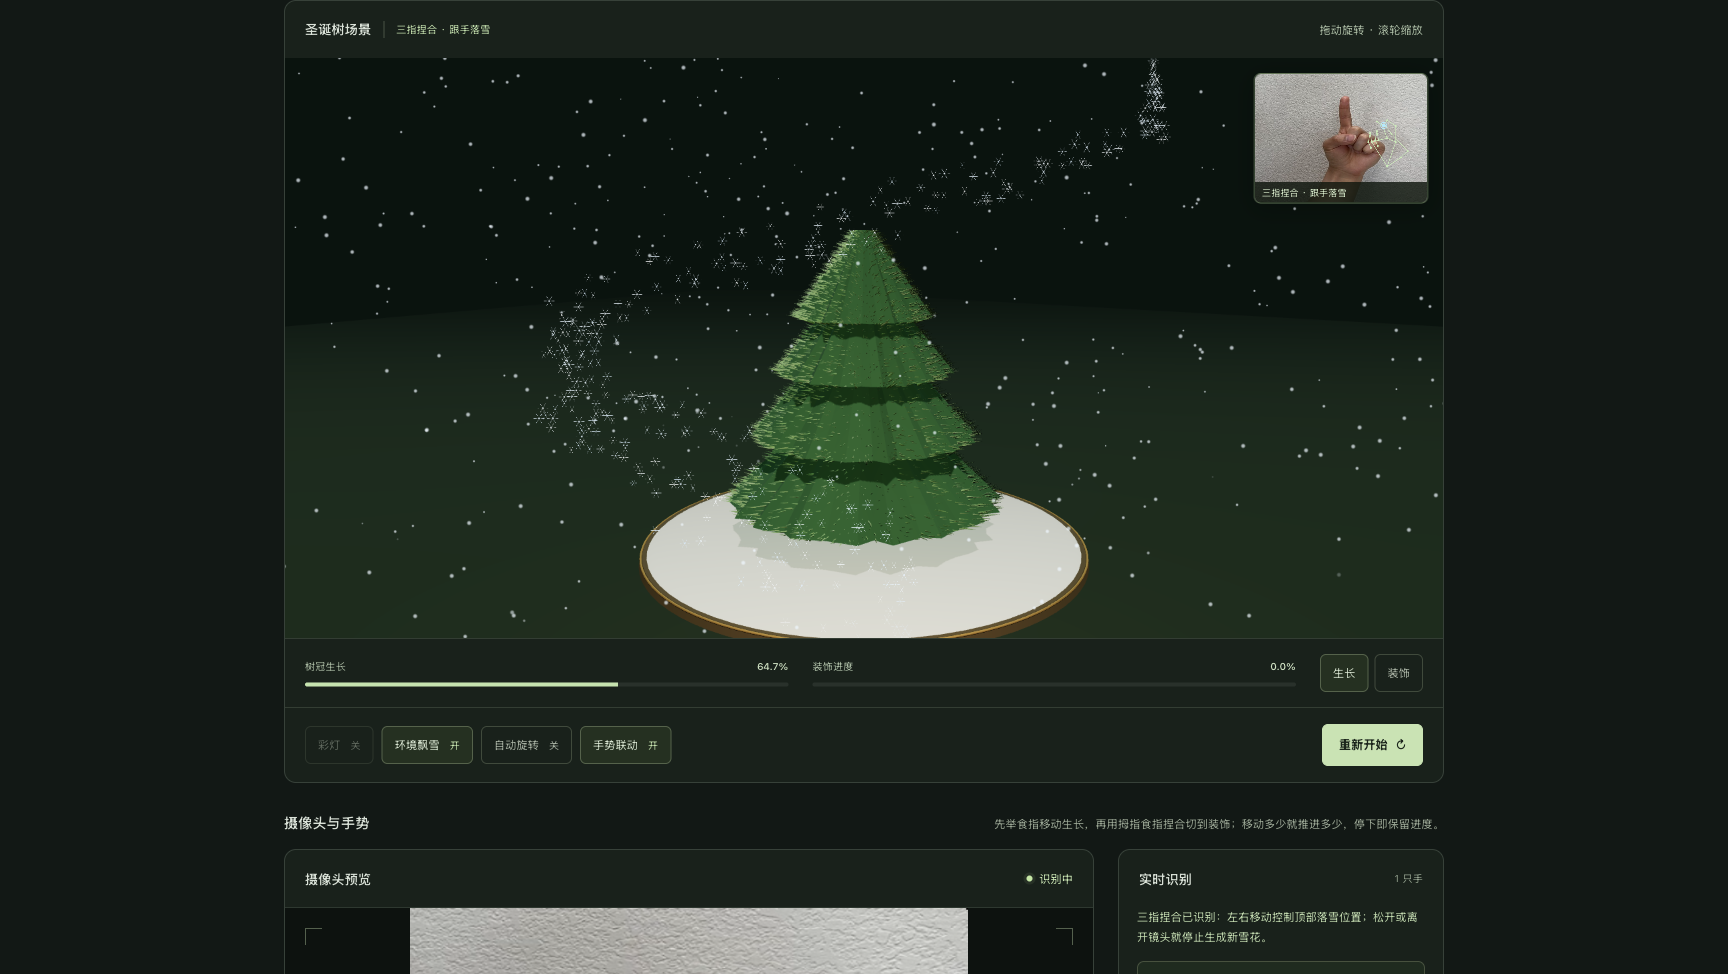 圣诞树场景
三指捏合 · 跟手落雪
拖动旋转 · 滚轮缩放
三指捏合 · 跟手落雪
树冠生长
64.7%
装饰进度
0.0%
生长
装饰
彩灯 关
环境飘雪 开
自动旋转 关
手势联动 开
重新开始
摄像头与手势
先举食指移动生长，再用拇指食指捏合切到装饰；移动多少就推进多少，停下即保留进度。
摄像头预览
识别中
实时识别
1 只手
三指捏合已识别：左右移动控制顶部落雪位置；松开或离
开镜头就停止生成新雪花。